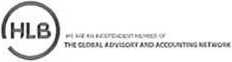 HLB
WE ARE AN INDEPENDENT MEMBER OF
THE GLOBAL ADVISORY AND ACCOUNTING NETWORK